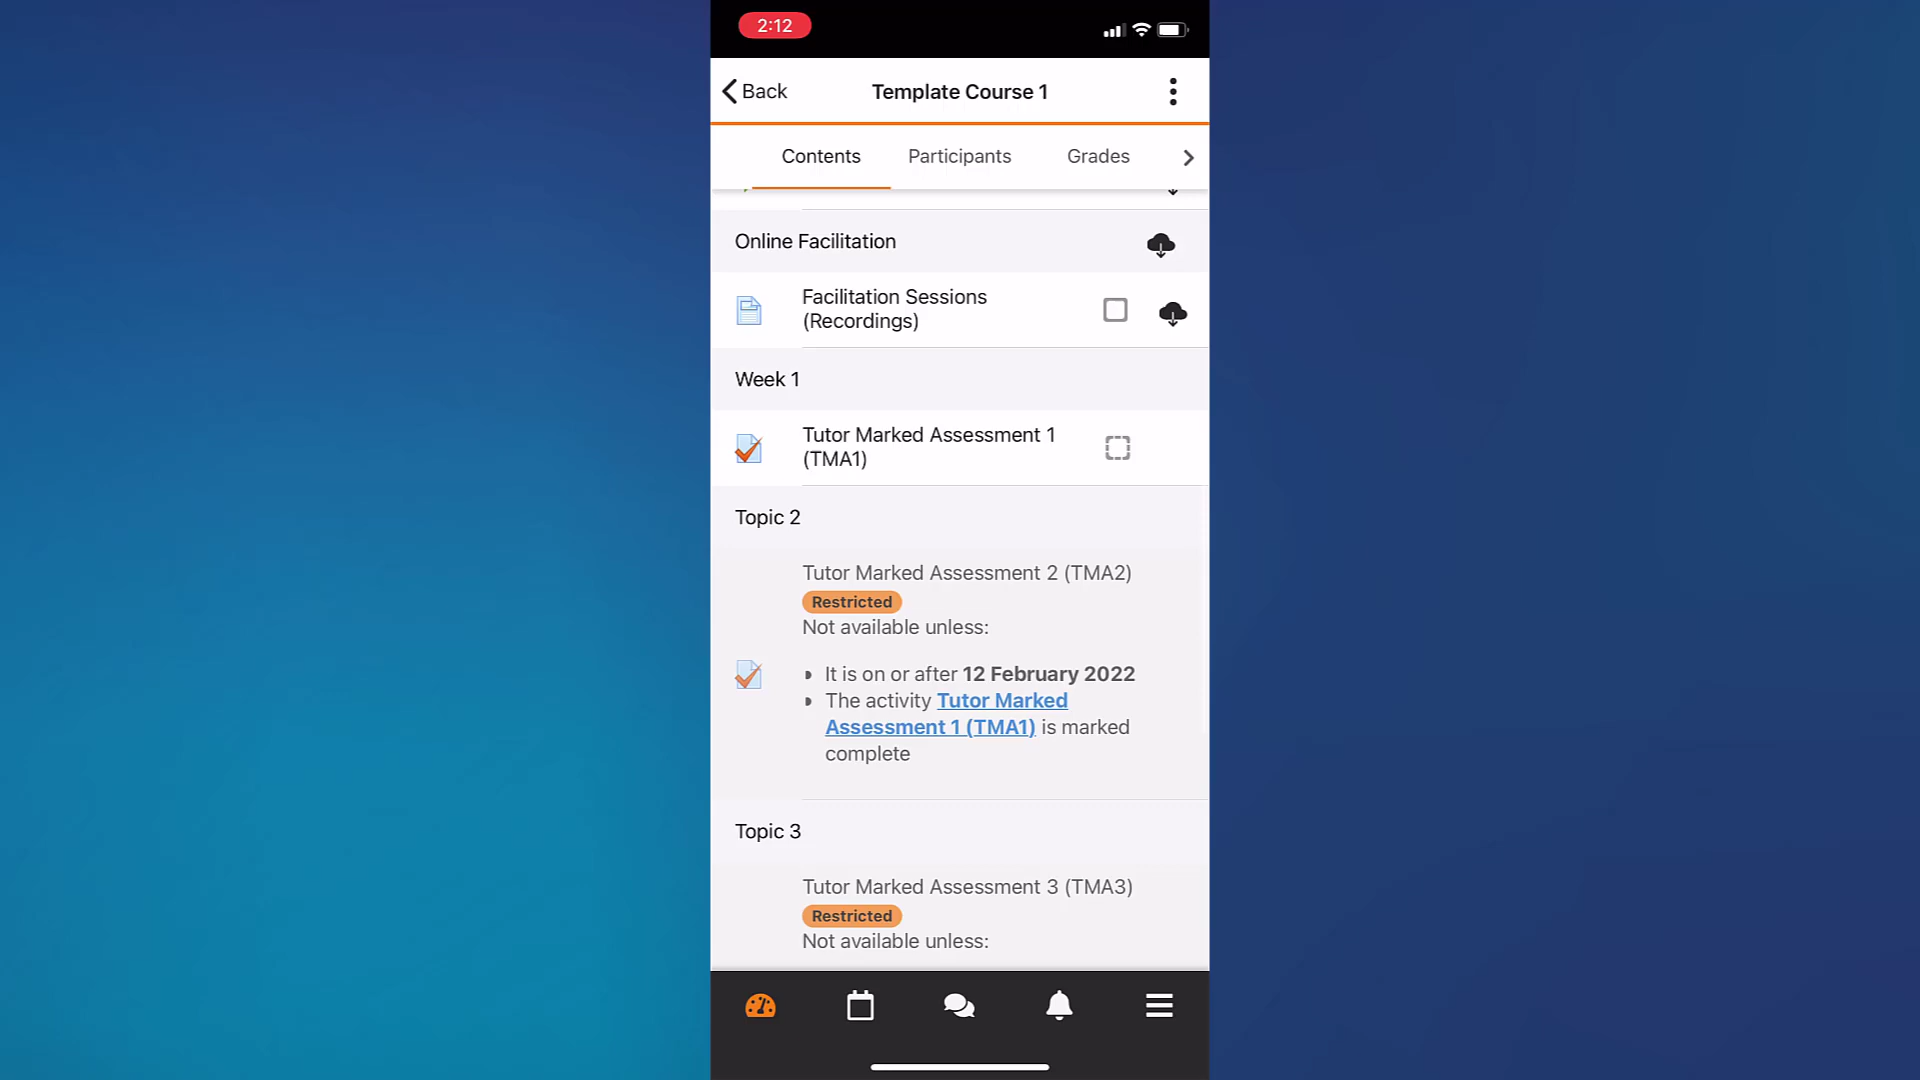 2:12
Back
Template Course 1
Contents
Participants
Grades
Online Facilitation
Facilitation Sessions
(Recordings)
Week 1
Tutor Marked Assessment 1
(TMA1)
Topic 2
Tutor Marked Assessment 2 (TMA2)
Restricted
Not available unless:
It is on or after 12 February 2022
The activity Tutor Marked
Assessment 1 (TMA1) is marked
complete
Topic 3
Tutor Marked Assessment 3 (TMA3)
Restricted
Not available unless: